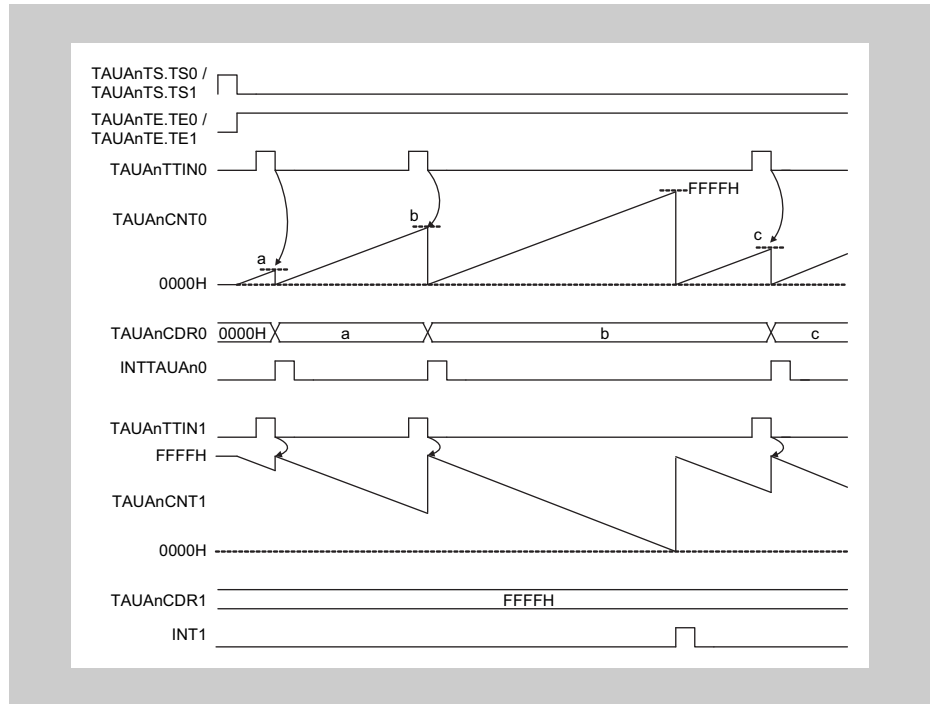 TAUAnTS.TS0 /
TAUAnTS.TS1
TAUAnTE.TE0 /
TAUAnTE.TE1
TAUAnTTIN0
FFFFH
TAUAnCNT0
a
b
c
0000H
TAUAnCDR0 0000H a b c
INTTAUAn0
TAUAnTTIN1
FFFFH
TAUAnCNT1
0000H
TAUAnCDR1 FFFFH
INT1